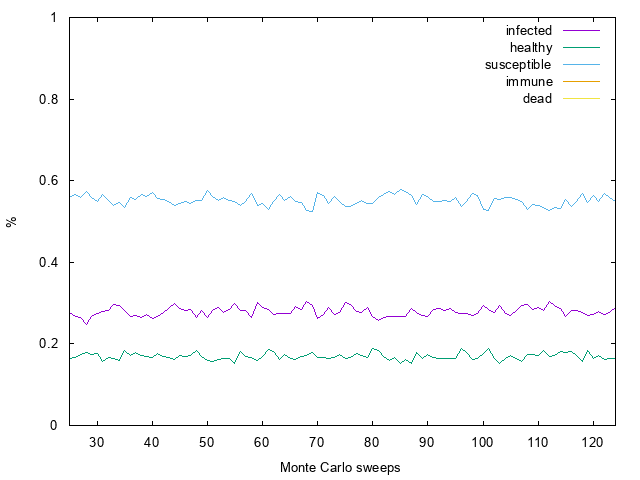 1
0.8
0.6
0.4
0.2
0
%
infected
healthy
susceptible
immune
dead
30 40 50 60 70 80 90 100 110 120
Monte Carlo sweeps